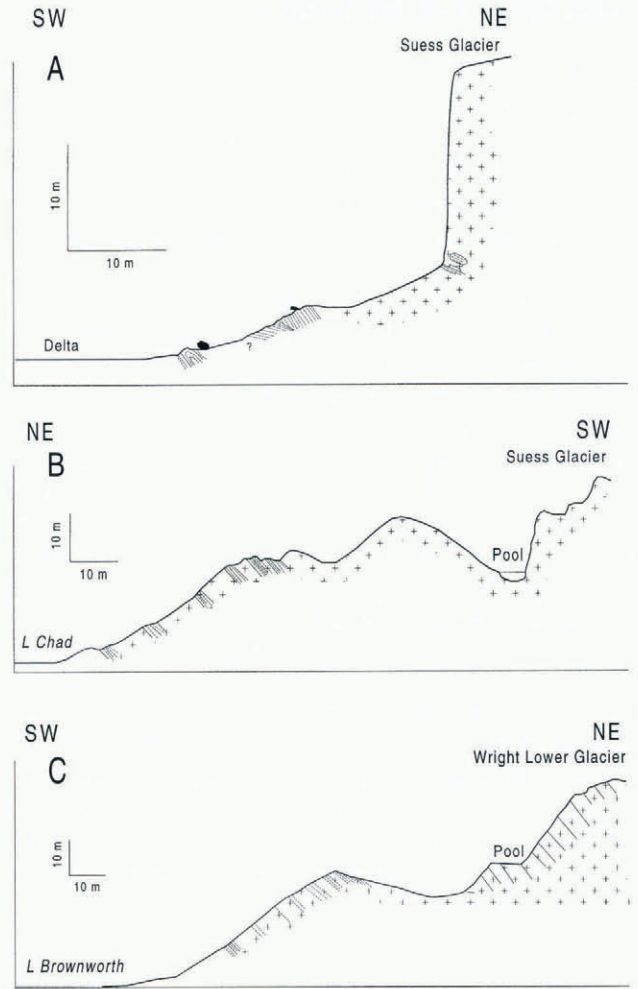 SW NE
Suess Glacier
A
10 m
10 m
Delta
?
NE SW
B Suess Glacier
10 m
10 m
Pool
L Chad
SW NE
C Wright Lower Glacier
10 m
10 m
Pool
L Brownworth